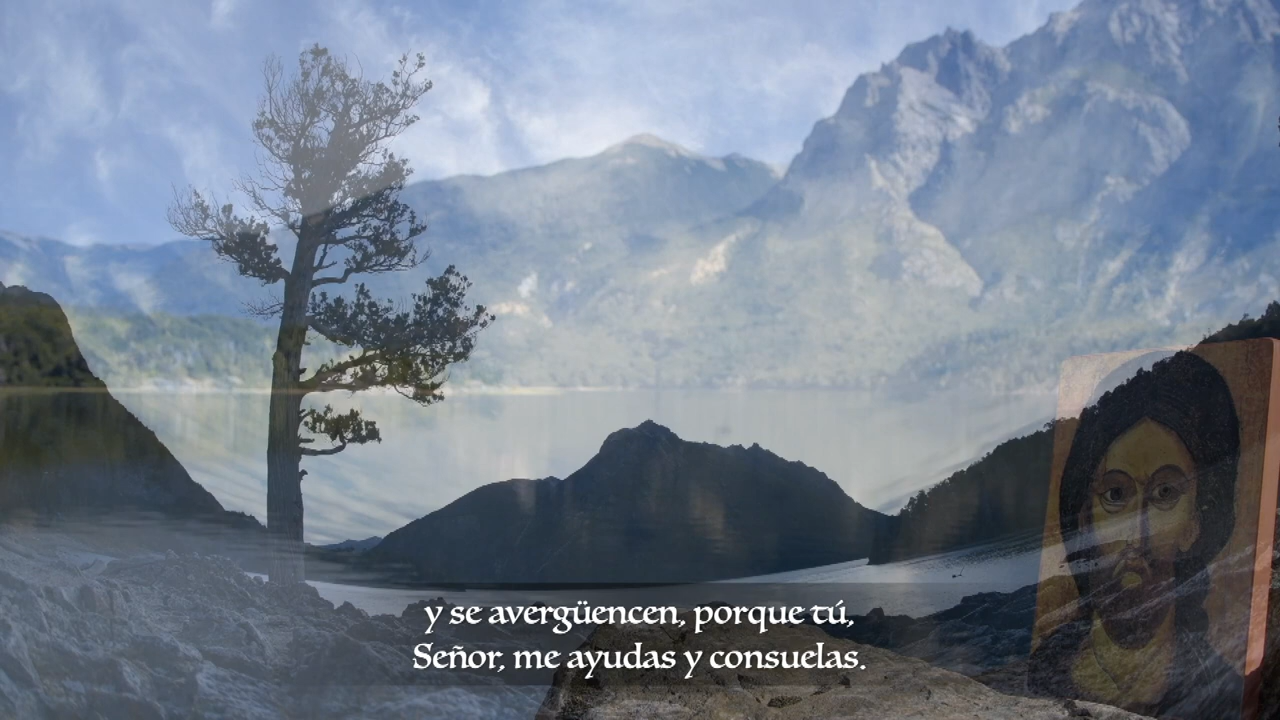 y se avergüencen, porque tú,
Señor, me ayudas y consuelas.